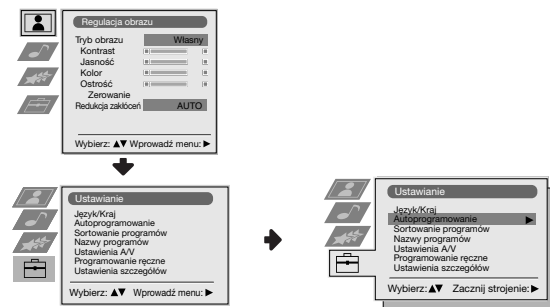 Regulacja obrazu
Tryb obrazu Własny
Kontrast
Jasność
Kolor
Ostrość
Zerowanie
Redukcja zakłóceń AUTO
Wybierz: ▲▼ Wprowadź menu: ▶
Ustawianie
Język/Kraj
Autoprogramowanie
Sortowanie programów
Nazwy programów
Ustawienia A/V
Programowanie ręczne
Ustawienia szczegółów
Wybierz: ▲▼ Wprowadź menu: ▶
Ustawianie
Język/Kraj
Autoprogramowanie ▶
Sortowanie programów
Nazwy programów
Ustawienia A/V
Programowanie ręczne
Ustawienia szczegółów
Wybierz: ▲▼ Zacznij strojenie: ▶